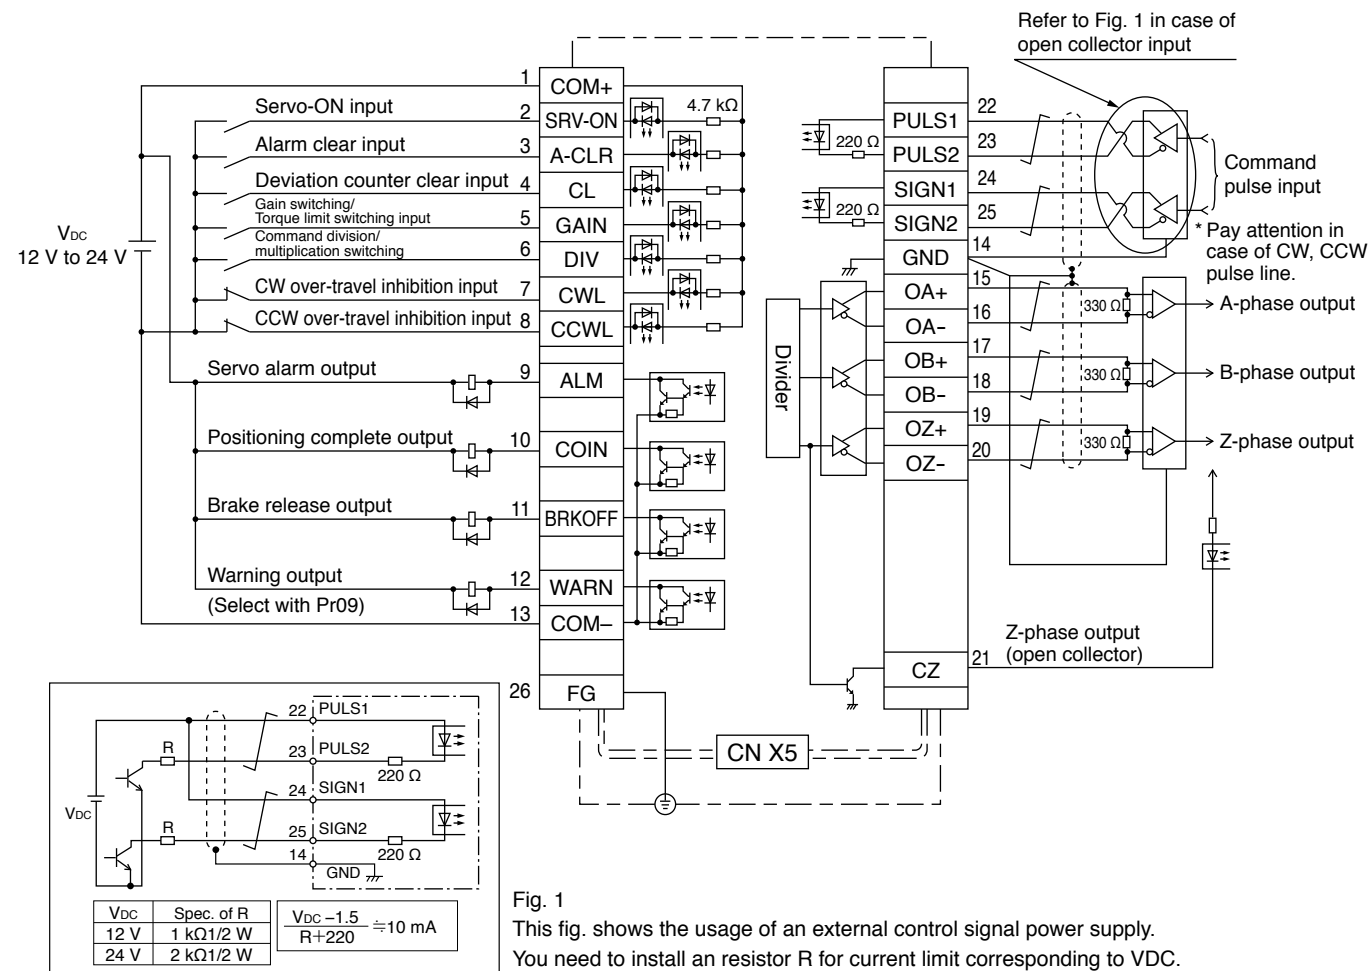 Refer to Fig. 1 in case of
open collector input
VDC
12 V to 24 V
Servo-ON input
Alarm clear input
Deviation counter clear input
Gain switching/
Torque limit switching input
Command division/
multiplication switching
CW over-travel inhibition input
CCW over-travel inhibition input
Servo alarm output
Positioning complete output
Brake release output
Warning output
(Select with Pr09)
1 COM+
2 SRV-ON 4.7 kΩ
3 A-CLR
4 CL
5 GAIN
6 DIV
7 CWL
8 CCWL
9 ALM
10 COIN
11 BRKOFF
12 WARN
13 COM−
26 FG
Divider
PULS1 22
220 Ω
PULS2 23
SIGN1 24
220 Ω
SIGN2 25
GND 14
OA+ 15
OA− 16
OB+ 17
OB− 18
OZ+ 19
OZ− 20
CZ 21
Command
pulse input
* Pay attention in
case of CW, CCW
pulse line.
330 Ω
A-phase output
330 Ω
B-phase output
330 Ω
Z-phase output
Z-phase output
(open collector)
CN X5
VDC
R
R
22 PULS1
23 PULS2
220 Ω
24 SIGN1
25 SIGN2
220 Ω
14
GND
VDC Spec. of R
12 V 1 kΩ1/2 W
24 V 2 kΩ1/2 W
VDC −1.5
R+220
≒10 mA
Fig. 1
This fig. shows the usage of an external control signal power supply.
You need to install an resistor R for current limit corresponding to VDC.